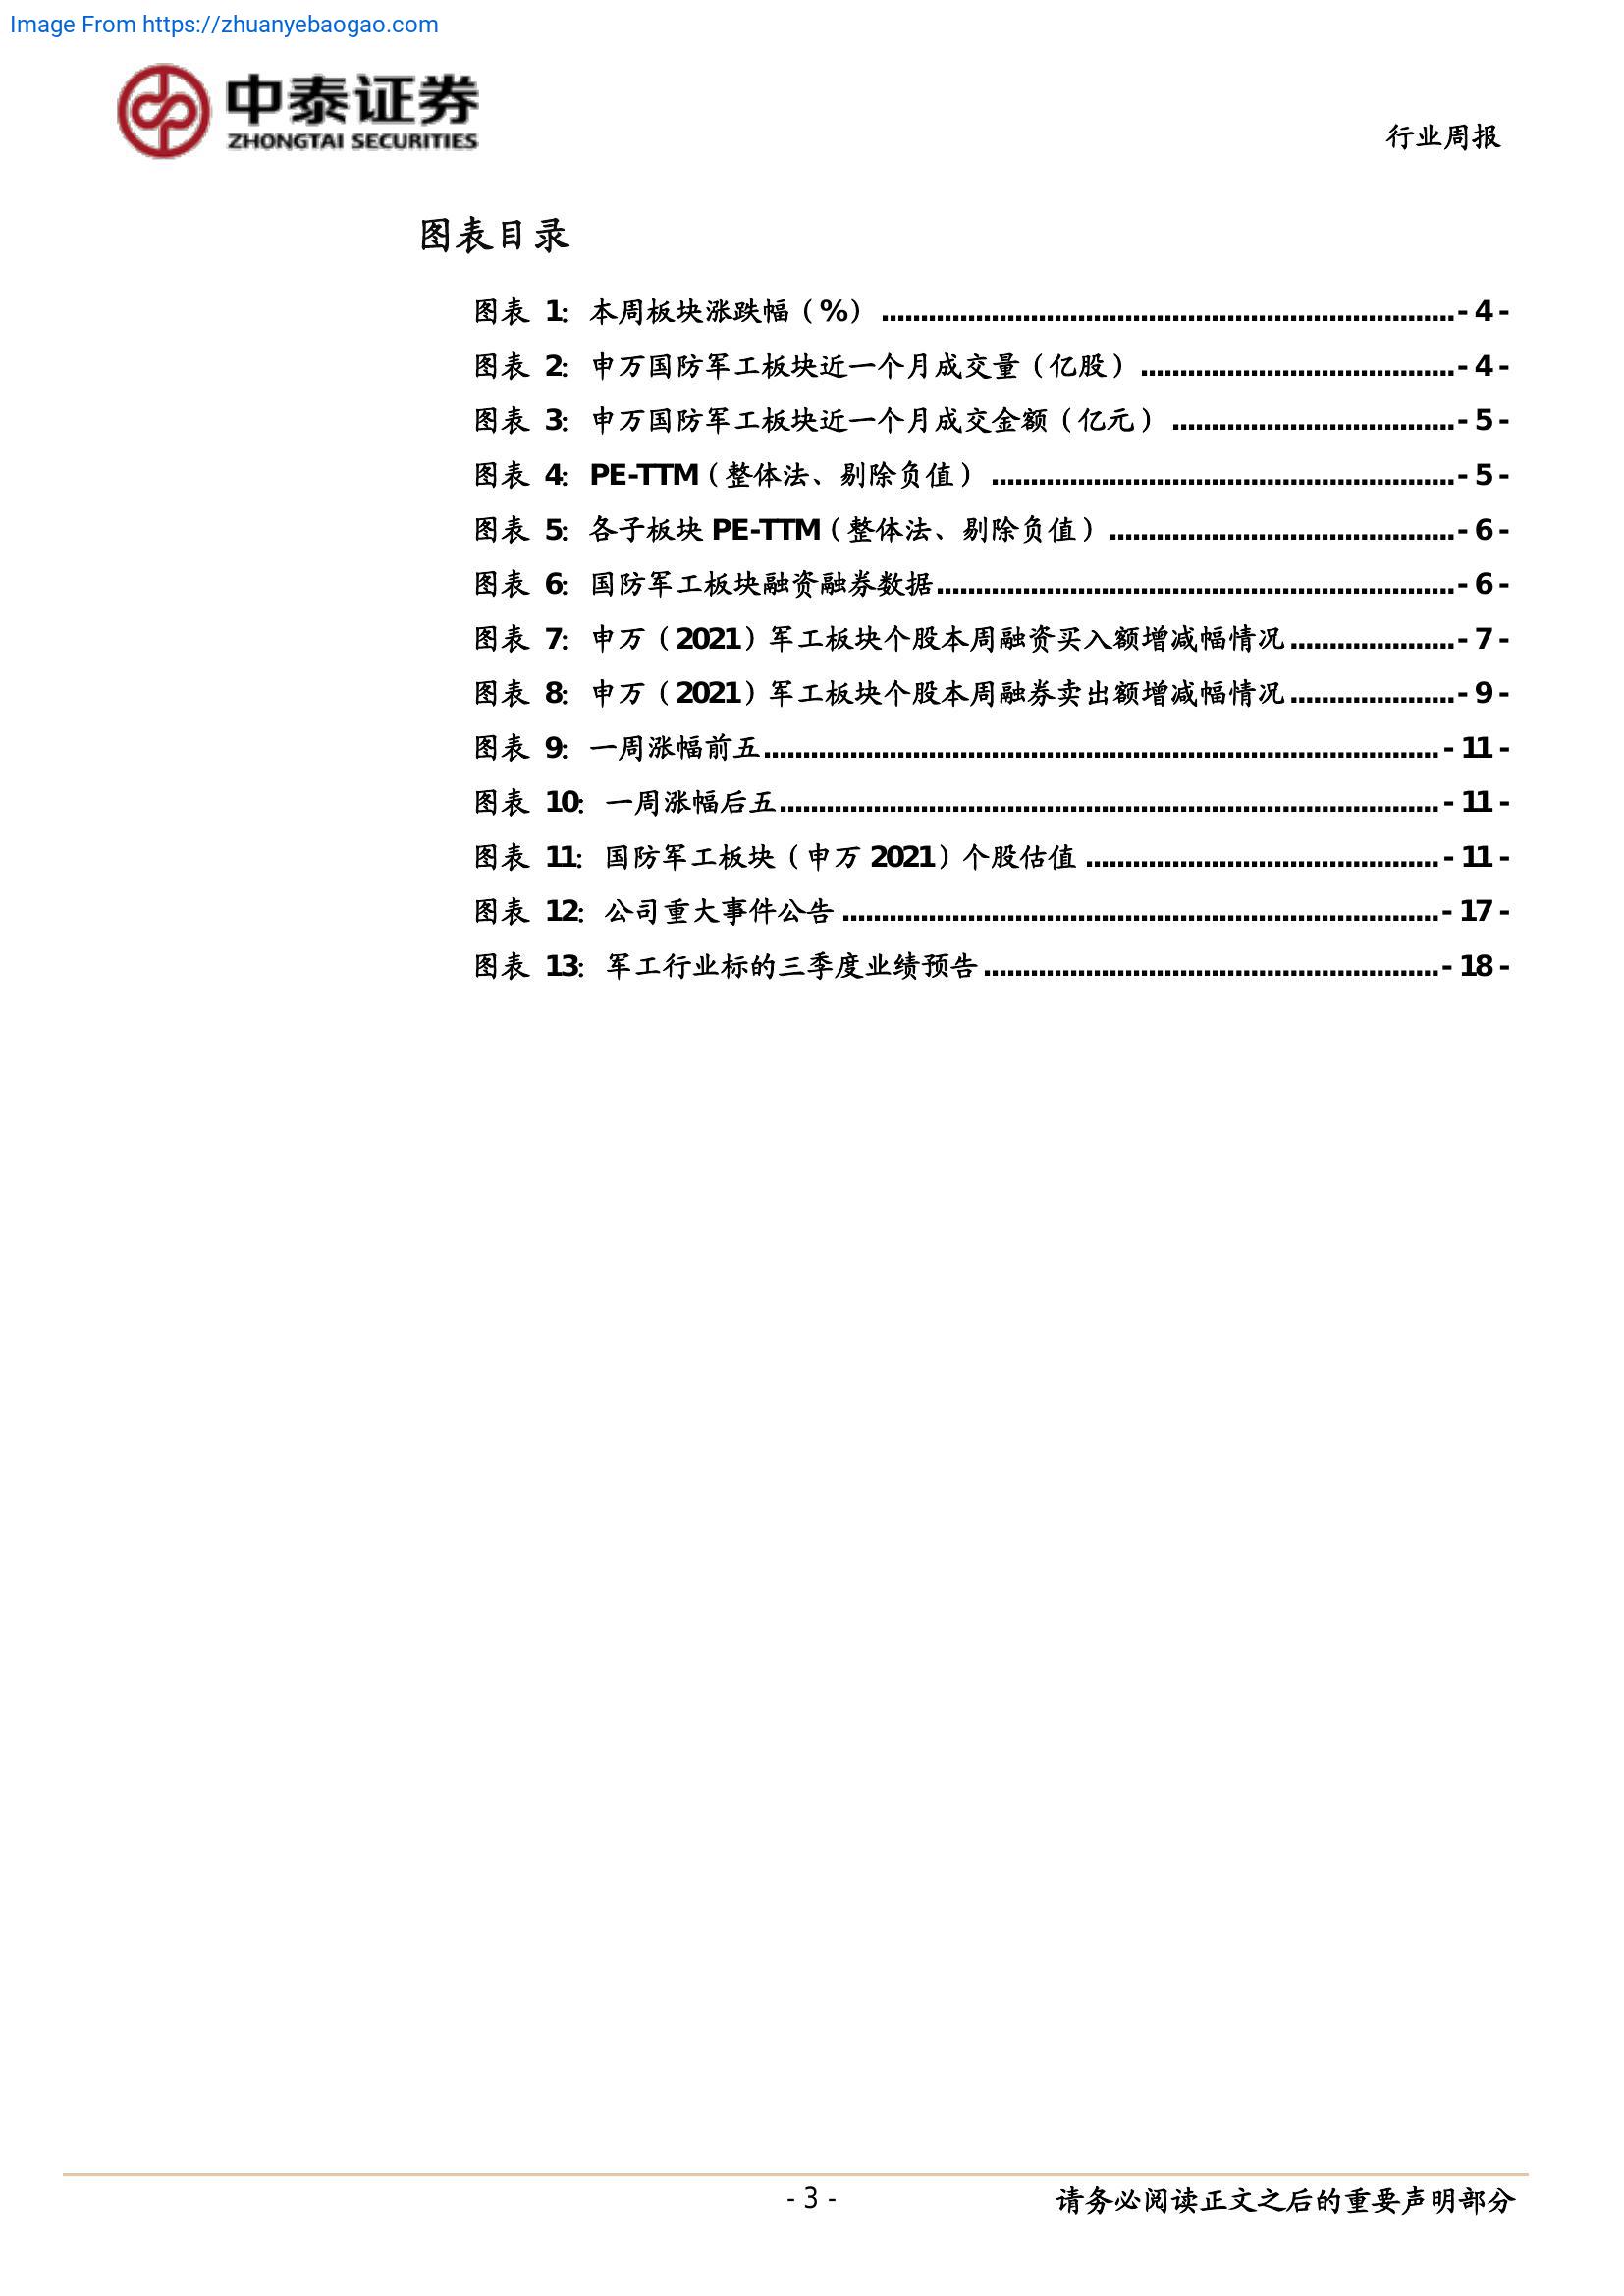 Image From https://zhuanyebaogao.com
中泰证券
ZHONGTAI SECURITIES
行业周报
图表目录
图表 1: 本周板块涨跌幅（%）- 4 -
图表 2: 申万国防军工板块近一个月成交量（亿股）- 4 -
图表 3: 申万国防军工板块近一个月成交金额（亿元）- 5 -
图表 4: PE-TTM（整体法、剔除负值）- 5 -
图表 5: 各子板块 PE-TTM（整体法、剔除负值）- 6 -
图表 6: 国防军工板块融资融券数据- 6 -
图表 7: 申万（2021）军工板块个股本周融资买入额增减幅情况- 7 -
图表 8: 申万（2021）军工板块个股本周融券卖出额增减幅情况- 9 -
图表 9: 一周涨幅前五- 11 -
图表 10: 一周涨幅后五- 11 -
图表 11: 国防军工板块（申万 2021）个股估值- 11 -
图表 12: 公司重大事件公告- 17 -
图表 13: 军工行业标的三季度业绩预告- 18 -
- 3 -
请务必阅读正文之后的重要声明部分